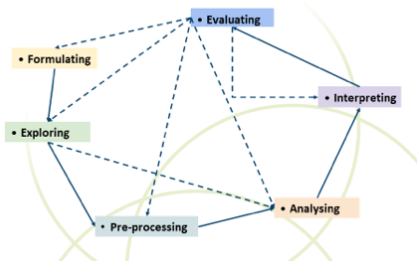 • Evaluating
• Formulating
• Interpreting
• Exploring
• Analysing
• Pre-processing